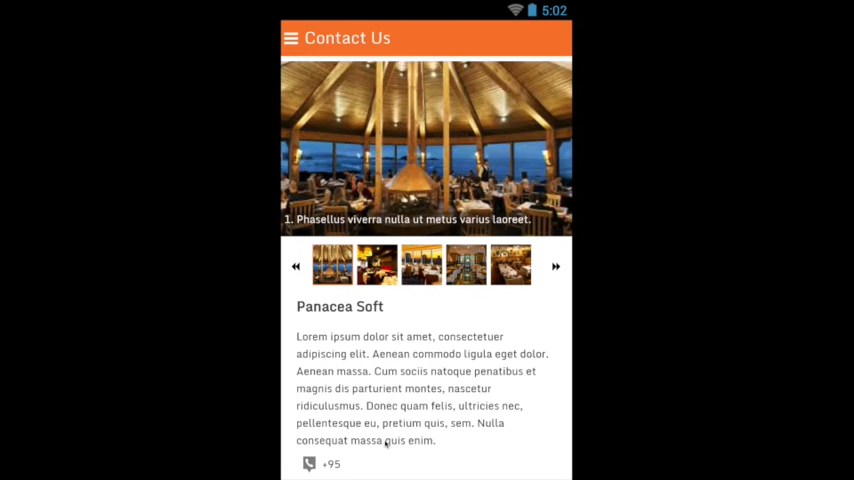 5:02
Contact Us
1. Phasellus viverra nulla ut metus varius laoreet.
Panacea Soft
Lorem ipsum dolor sit amet, consectetuer
adipiscing elit. Aenean commodo ligula eget dolor.
Aenean massa. Cum sociis natoque penatibus et
magnis dis parturient montes, nascetur
ridiculusmus. Donec quam felis, ultricies nec,
pellentesque eu, pretium quis, sem. Nulla
consequat massa quis enim.
+95